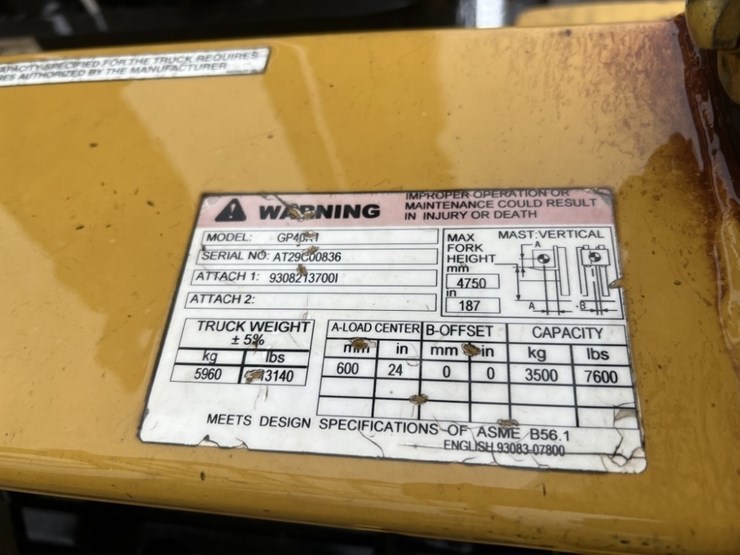 CAPACITY SPECIFIED FOR THE TRUCK REQUIRES
AUTHORIZED BY THE MANUFACTURER
WARNING
IMPROPER OPERATION OR
MAINTENANCE COULD RESULT
IN INJURY OR DEATH
MODEL:
SERIAL NO: AT29C00836
ATTACH 1: 9308213700I
ATTACH 2:
MAX
FORK
HEIGHT
mm
4750
in
187
MAST:VERTICAL
A
A
B
TRUCK WEIGHT
± 5%
kg lbs
5960 13140
A-LOAD CENTER B-OFFSET CAPACITY
mm in mm in kg lbs
600 24 0 0 3500 7600
MEETS DESIGN SPECIFICATIONS OF ASME B56.1
ENGLISH 93083-07800